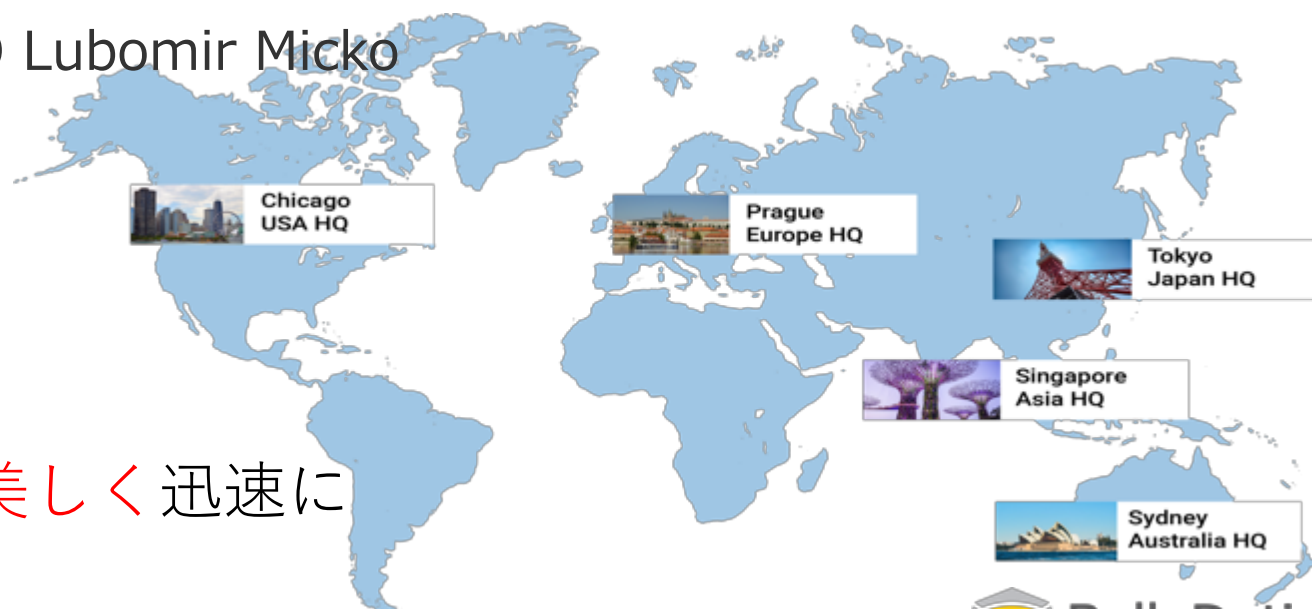 Lubomir Micko
Chicago
USA HQ
Prague
Europe HQ
Tokyo
Japan HQ
Singapore
Asia HQ
美しく迅速に
Sydney
Australia HQ